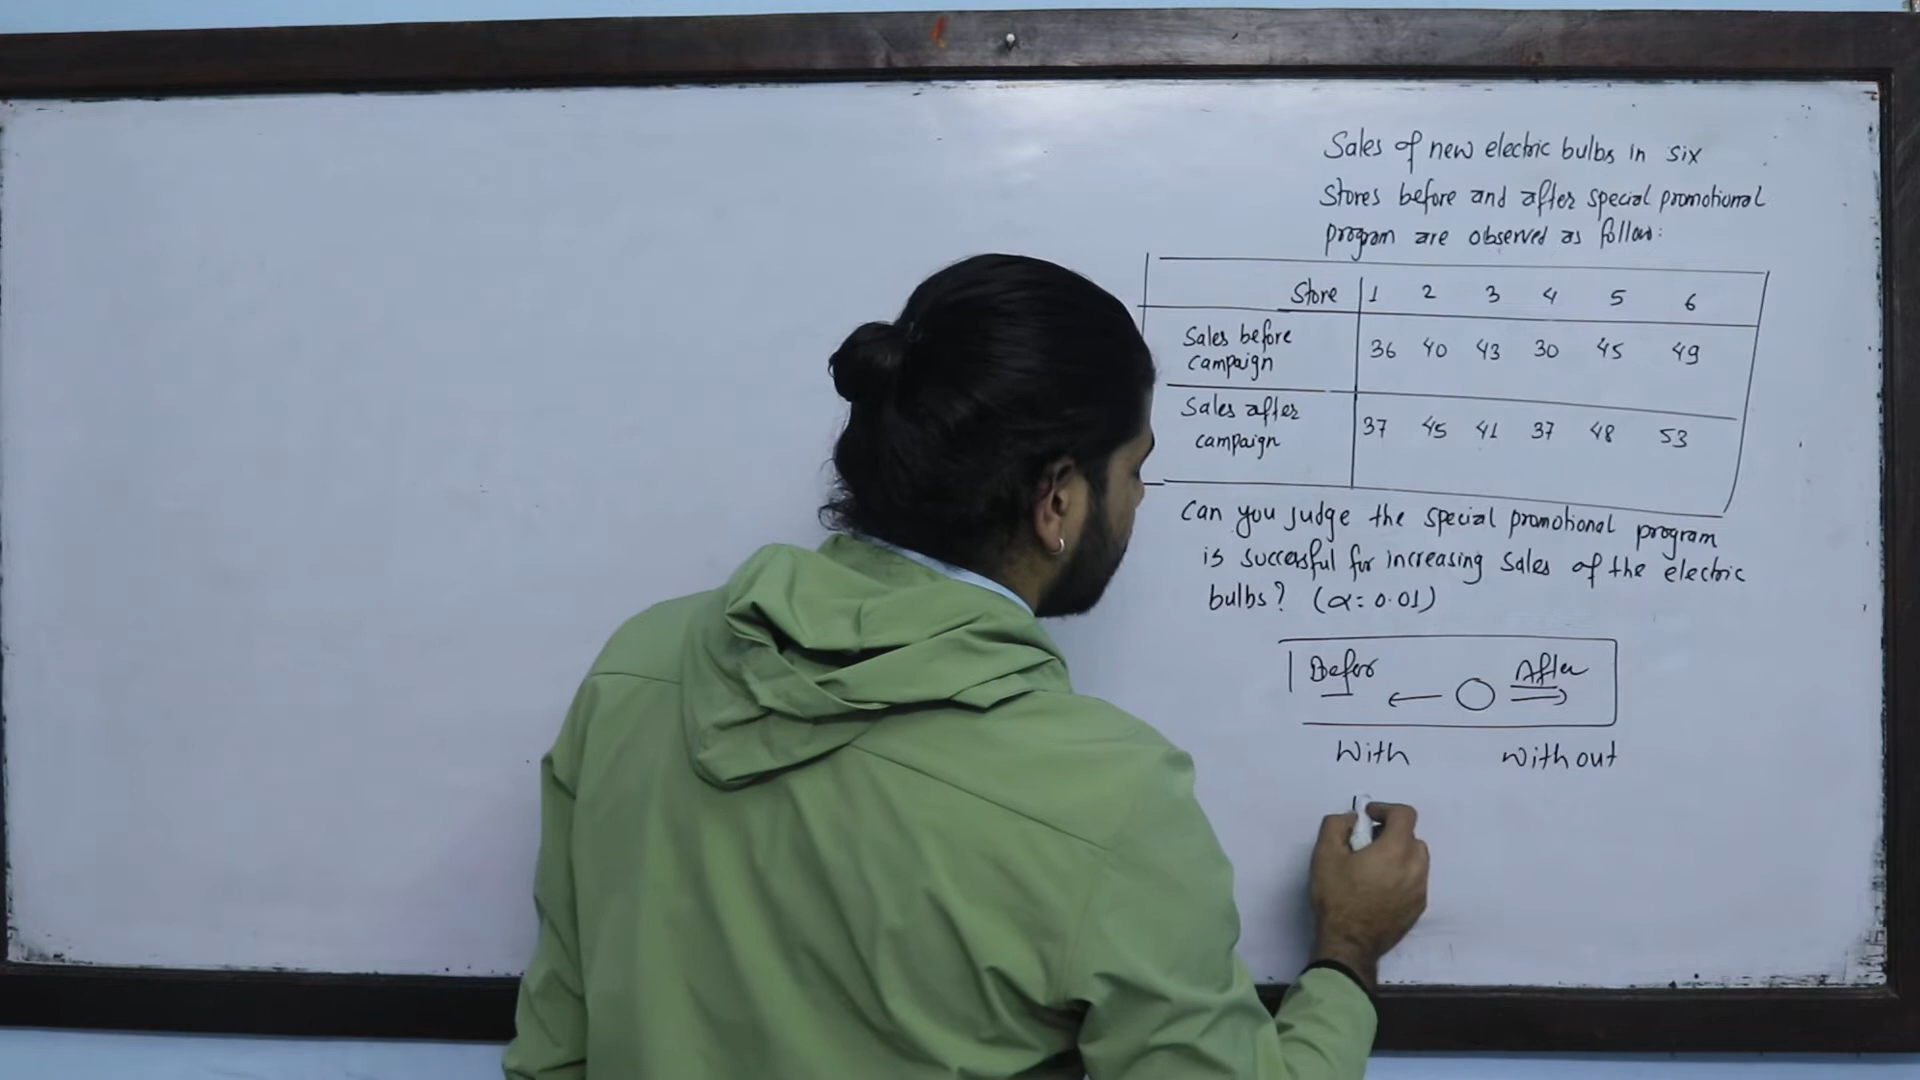 Sales of new electric bulbs in six
stores before and after special promotional
program are observed as follow:
Store 1 2 3 4 5 6
Sales before
campaign 36 40 43 30 45 49
Sales after
campaign 37 45 41 37 48 53
Can you judge the special promotional program
is successful for increasing sales of the electric
bulbs? (α = 0.01)
Before ← ○ After →
With Without